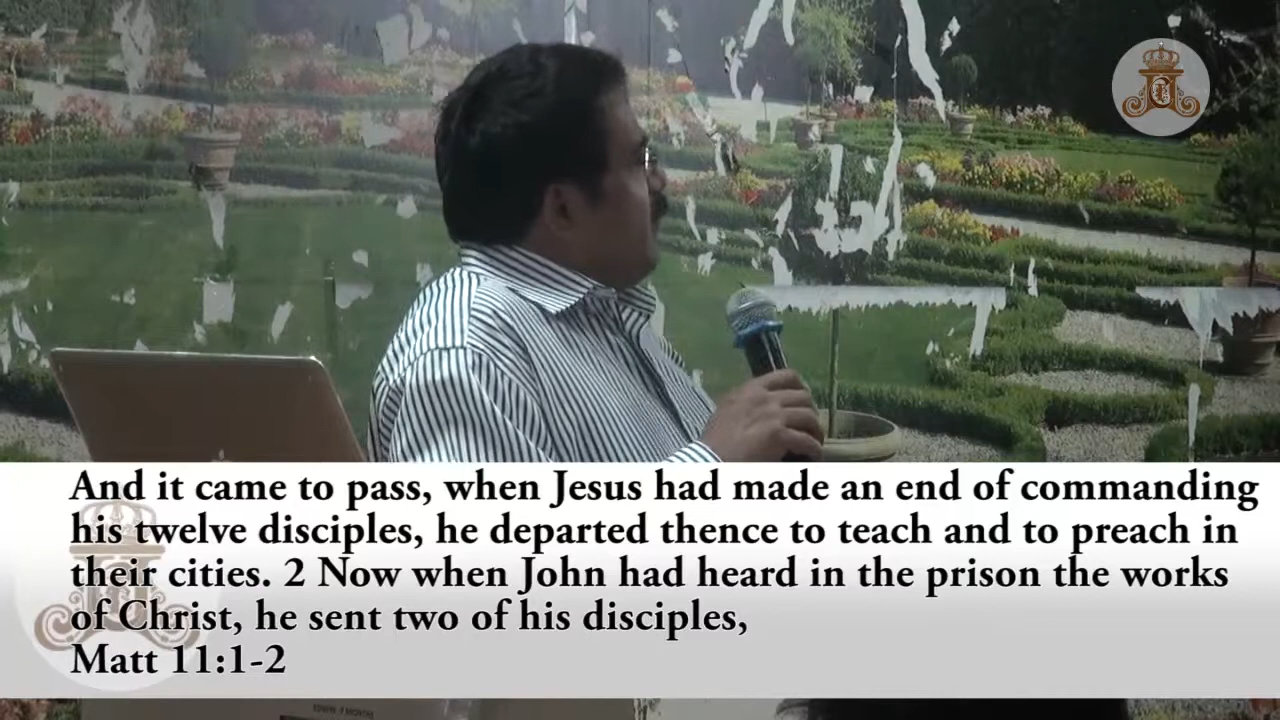 And it came to pass, when Jesus had made an end of commanding
his twelve disciples, he departed thence to teach and to preach in
their cities. 2 Now when John had heard in the prison the works
of Christ, he sent two of his disciples,
Matt 11:1-2